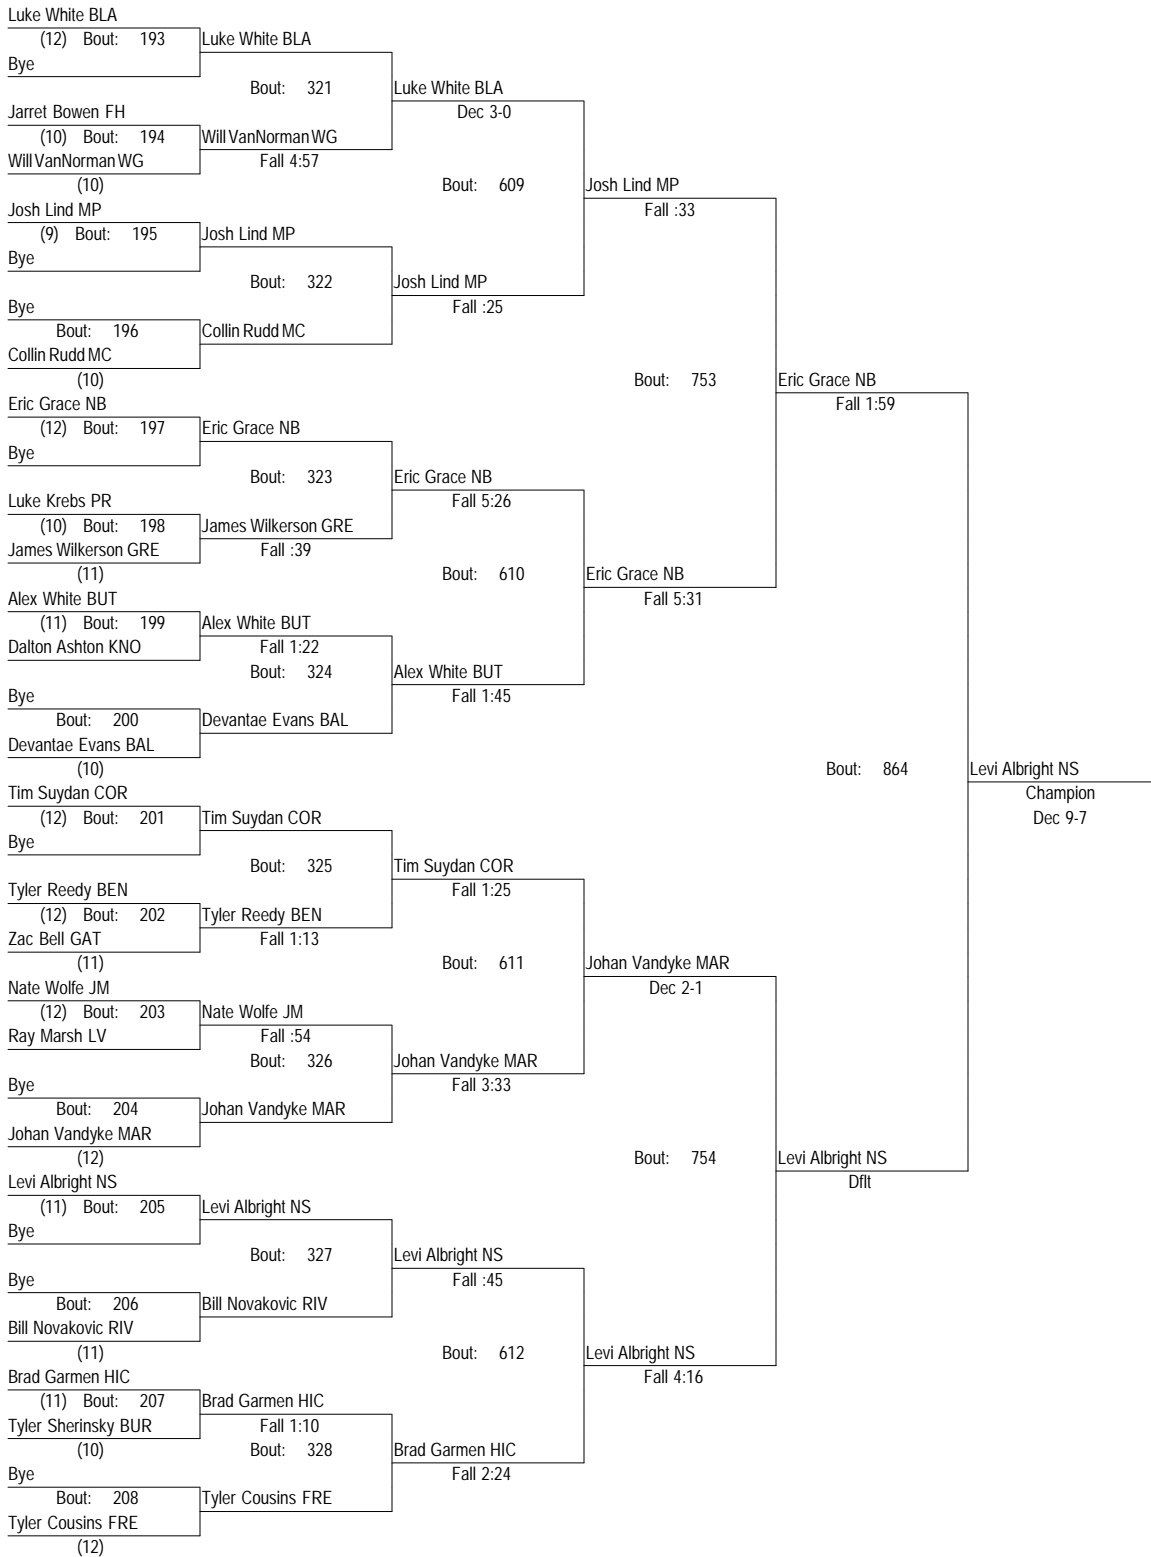 Luke White BLA
(12) Bout: 193 Luke White BLA
Bye
Bout: 321 Luke White BLA
Jarret Bowen FH Dec 3-0
(10) Bout: 194 Will VanNorman WG
Will VanNorman WG Fall 4:57
(10) Bout: 609 Josh Lind MP
Josh Lind MP Fall :33
(9) Bout: 195 Josh Lind MP
Bye
Bout: 322 Josh Lind MP
Bye Fall :25
Bout: 196 Collin Rudd MC
Collin Rudd MC
(10) Bout: 753 Eric Grace NB
Eric Grace NB Fall 1:59
(12) Bout: 197 Eric Grace NB
Bye
Bout: 323 Eric Grace NB
Luke Krebs PR Fall 5:26
(10) Bout: 198 James Wilkerson GRE
James Wilkerson GRE Fall :39
(11) Bout: 610 Eric Grace NB
Alex White BUT Fall 5:31
(11) Bout: 199 Alex White BUT
Dalton Ashton KNO Fall 1:22
Bout: 324 Alex White BUT
Bye Fall 1:45
Bout: 200 Devantae Evans BAL
Devantae Evans BAL
(10) Bout: 864 Levi Albright NS
Tim Suydan COR Champion
(12) Bout: 201 Tim Suydan COR Dec 9-7
Bye
Bout: 325 Tim Suydan COR
Tyler Reedy BEN Fall 1:25
(12) Bout: 202 Tyler Reedy BEN
Zac Bell GAT Fall 1:13
(11) Bout: 611 Johan Vandyke MAR
Nate Wolfe JM Dec 2-1
(12) Bout: 203 Nate Wolfe JM
Ray Marsh LV Fall :54
Bout: 326 Johan Vandyke MAR
Bye Fall 3:33
Bout: 204 Johan Vandyke MAR
Johan Vandyke MAR
(12) Bout: 754 Levi Albright NS
Levi Albright NS Dflt
(11) Bout: 205 Levi Albright NS
Bye
Bout: 327 Levi Albright NS
Bye Fall :45
Bout: 206 Bill Novakovic RIV
Bill Novakovic RIV
(11) Bout: 612 Levi Albright NS
Brad Garmen HIC Fall 4:16
(11) Bout: 207 Brad Garmen HIC
Tyler Sherinsky BUR Fall 1:10
(10) Bout: 328 Brad Garmen HIC
Bye Fall 2:24
Bout: 208 Tyler Cousins FRE
Tyler Cousins FRE
(12)